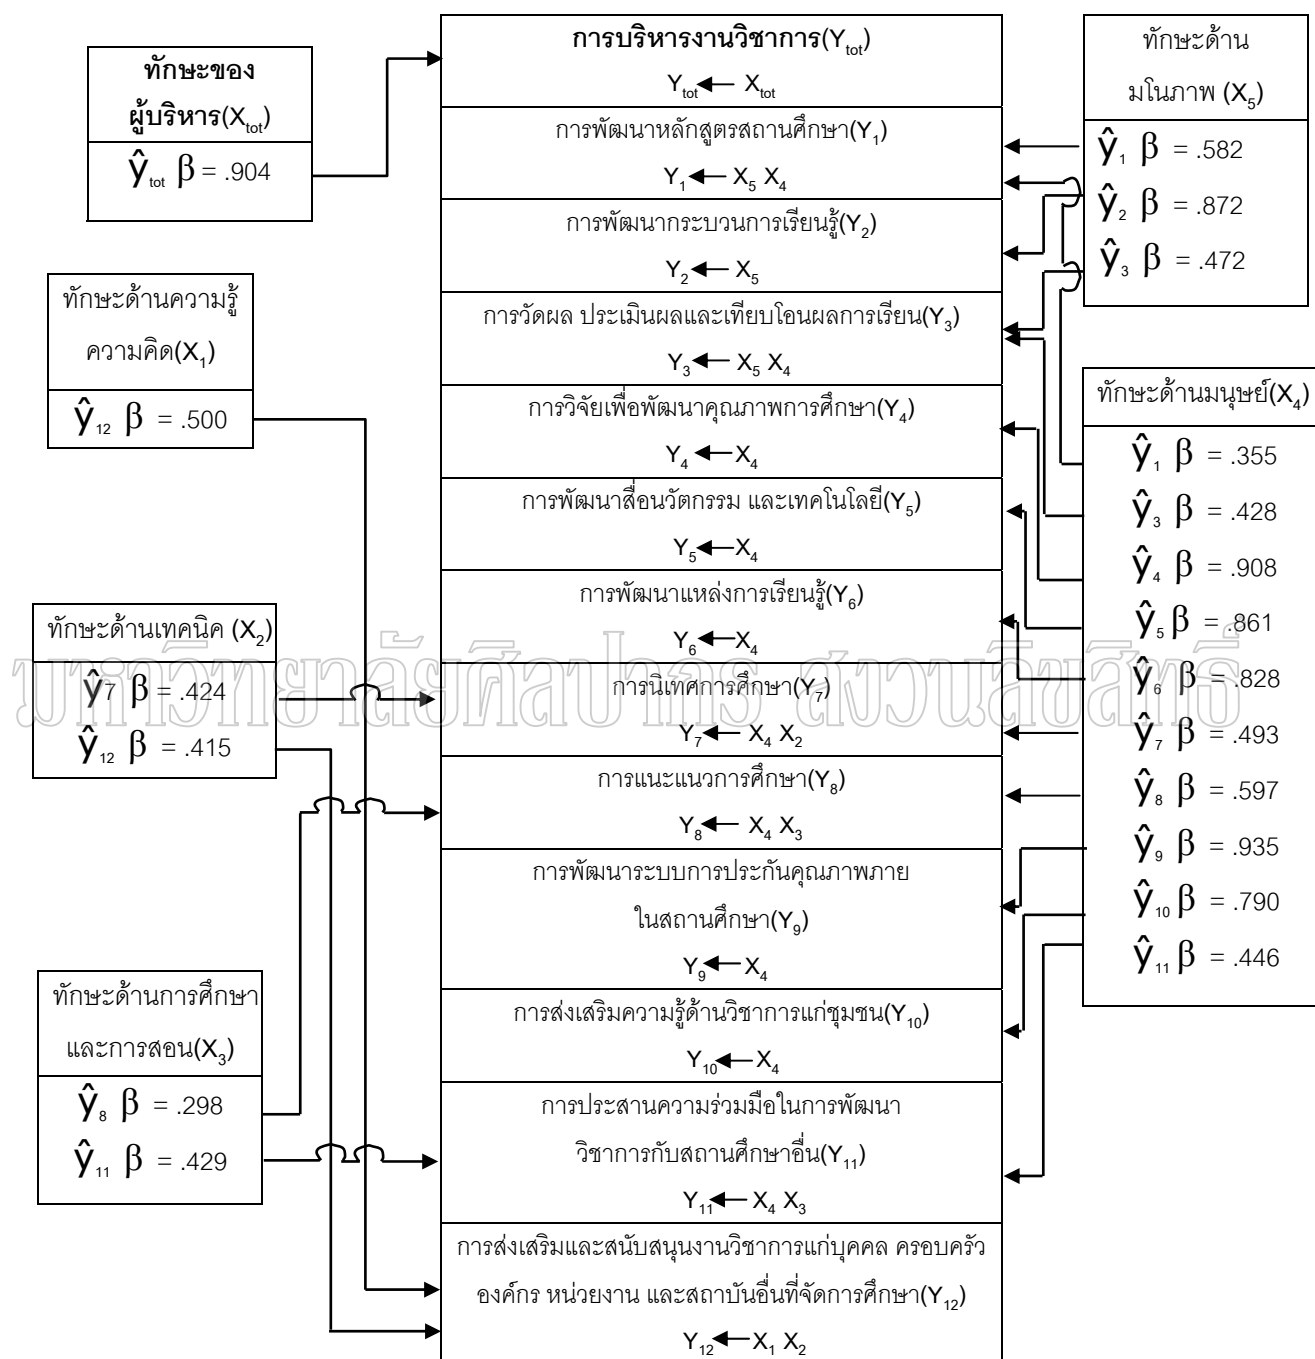 ทักษะของ
ผู้บริหาร(Xtot)
ŷtot β = .904
ทักษะด้านความรู้
ความคิด(X1)
ŷ12 β = .500
ทักษะด้านเทคนิค (X2)
ŷ7 β = .424
ŷ12 β = .415
ทักษะด้านการศึกษา
และการสอน(X3)
ŷ8 β = .298
ŷ11 β = .429
การบริหารงานวิชาการ(Ytot)
Ytot← Xtot
การพัฒนาหลักสูตรสถานศึกษา(Y1)
Y1← X5 X4
การพัฒนากระบวนการเรียนรู้(Y2)
Y2← X5
การวัดผล ประเมินผลและเทียบโอนผลการเรียน(Y3)
Y3← X5 X4
การวิจัยเพื่อพัฒนาคุณภาพการศึกษา(Y4)
Y4←X4
การพัฒนาสื่อนวัตกรรม และเทคโนโลยี(Y5)
Y5←X4
การพัฒนาแหล่งการเรียนรู้(Y6)
Y6←X4
การนิเทศการศึกษา(Y7)
Y7← X4 X2
การแนะแนวการศึกษา(Y8)
Y8← X4 X3
การพัฒนาระบบการประกันคุณภาพภาย
ในสถานศึกษา(Y9)
Y9←X4
การส่งเสริมความรู้ด้านวิชาการแก่ชุมชน(Y10)
Y10←X4
การประสานความร่วมมือในการพัฒนา
วิชาการกับสถานศึกษาอื่น(Y11)
Y11← X4 X3
การส่งเสริมและสนับสนุนงานวิชาการแก่บุคคล ครอบครัว
องค์กร หน่วยงาน และสถาบันอื่นที่จัดการศึกษา(Y12)
Y12←X1 X2
ทักษะด้าน
มโนภาพ (X5)
ŷ1 β = .582
ŷ2 β = .872
ŷ3 β = .472
ทักษะด้านมนุษย์(X4)
ŷ1 β = .355
ŷ3 β = .428
ŷ4 β = .908
ŷ5 β = .861
ŷ6 β = .828
ŷ7 β = .493
ŷ8 β = .597
ŷ9 β = .935
ŷ10 β = .790
ŷ11 β = .446
มหาวิทยาลัยศิลปากร สงวนลิขสิทธิ์